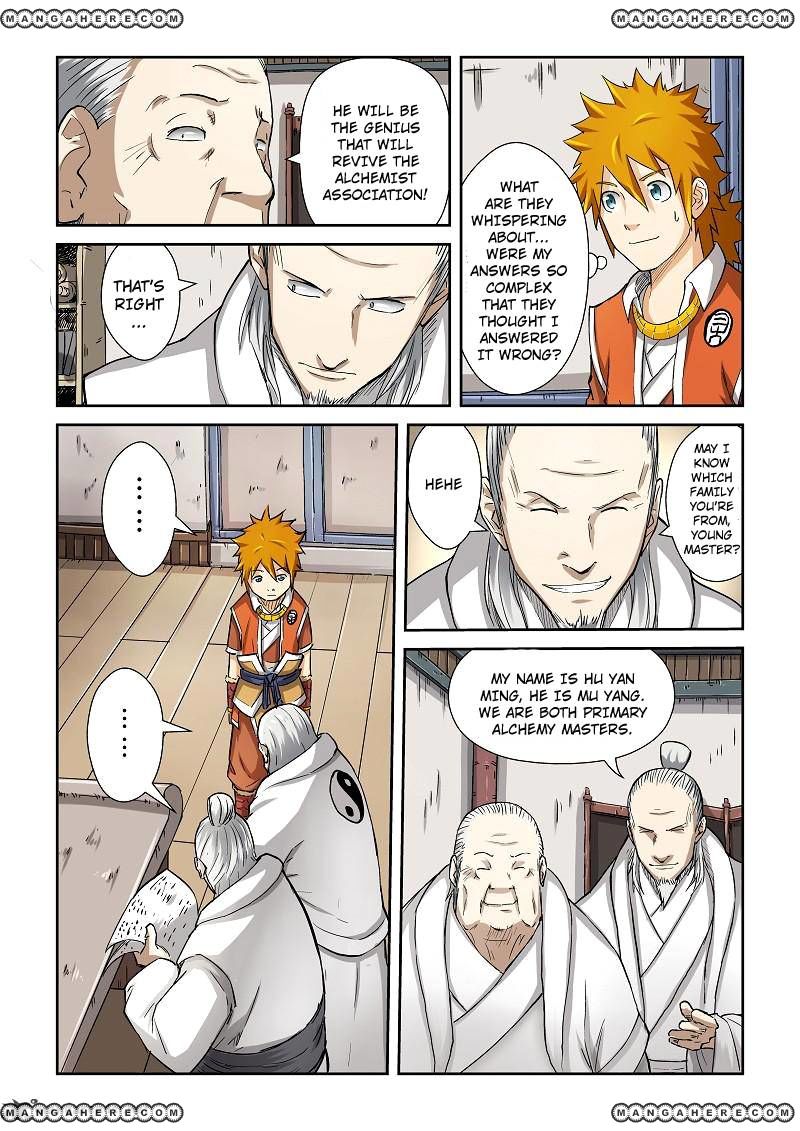 MANGAHERE.COM
MANGAHERE.COM
HE WILL BE
THE GENIUS
THAT WILL
REVIVE THE
ALCHEMIST
ASSOCIATION!
WHAT
ARE THEY
WHISPERING
ABOUT...
WERE MY
ANSWERS SO
COMPLEX
THAT THEY
THOUGHT I
ANSWERED
IT WRONG?
THAT'S
RIGHT
...
......
......
HEHE
MAY I
KNOW
WHICH
FAMILY
YOU'RE
FROM,
YOUNG
MASTER?
MY NAME IS HU YAN
MING, HE IS MU YANG.
WE ARE BOTH PRIMARY
ALCHEMY MASTERS.
MANGAHERE.COM
MANGAHERE.COM